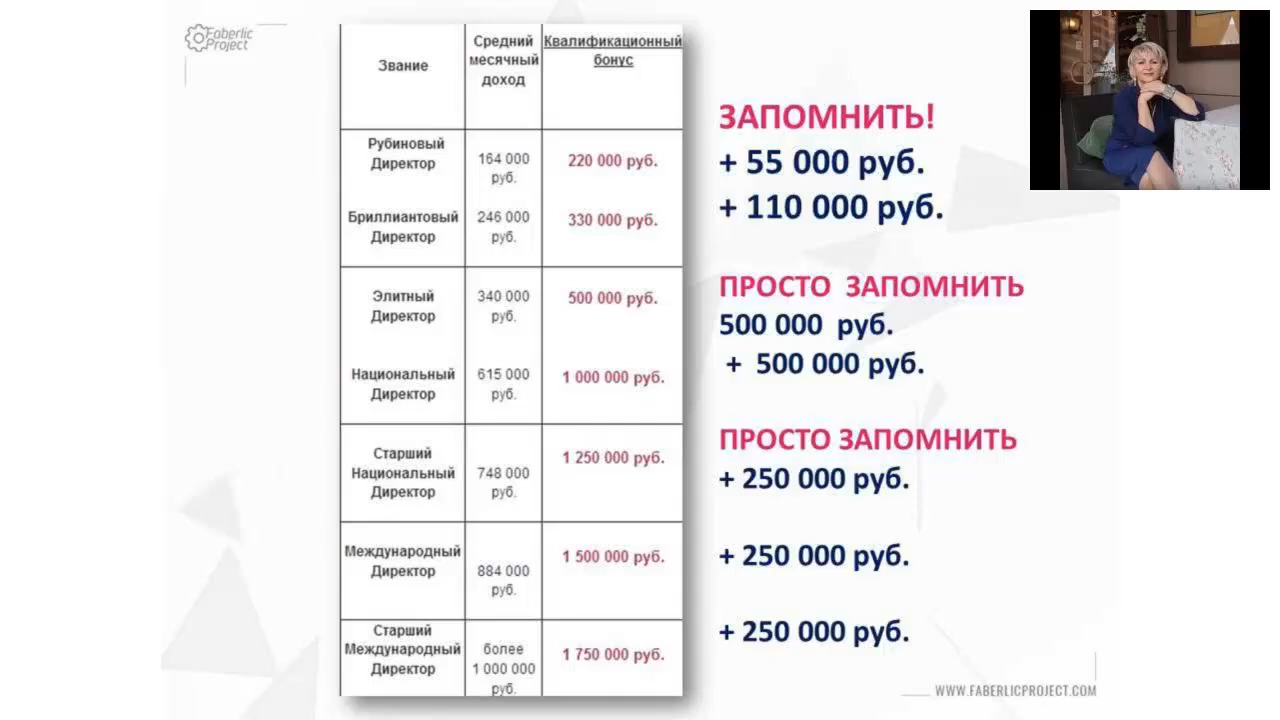 Faberlic
Project
Звание
Средний
месячный
доход
Квалификационный
бонус
Рубиновый
Директор
164 000
руб.
220 000 руб.
Бриллиантовый
Директор
246 000
руб.
330 000 руб.
Элитный
Директор
340 000
руб.
500 000 руб.
Национальный
Директор
615 000
руб.
1 000 000 руб.
Старший
Национальный
Директор
748 000
руб.
1 250 000 руб.
Международный
Директор
884 000
руб.
1 500 000 руб.
Старший
Международный
Директор
более
1 000 000
руб.
1 750 000 руб.
ЗАПОМНИТЬ!
+ 55 000 руб.
+ 110 000 руб.
ПРОСТО ЗАПОМНИТЬ
500 000 руб.
+ 500 000 руб.
ПРОСТО ЗАПОМНИТЬ
+ 250 000 руб.
+ 250 000 руб.
+ 250 000 руб.
WWW.FABERLICPROJECT.COM